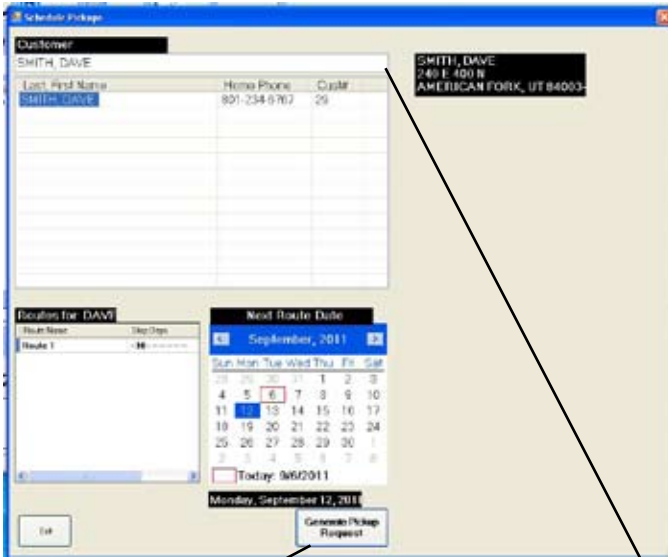 Schedule Pickups
Customer
SMITH, DAVE
SMITH, DAVE
240 E 400 N
AMERICAN FORK, UT 84003-
Last, First Name Home Phone Cust#
SMITH, DAVE 801-234-6767 29
Routes for DAVE
Route Name Stop Days
Route 1
Next Route Date
September, 2011
Sun Mon Tue Wed Thu Fri Sat
28 29 30 31 1 2 3
4 5 6 7 8 9 10
11 12 13 14 15 16 17
18 19 20 21 22 23 24
25 26 27 28 29 30 1
2 3 4 5 6 7 8
Today: 9/6/2011
Monday, September 12, 2011
Exit
Generate Pickup
Request